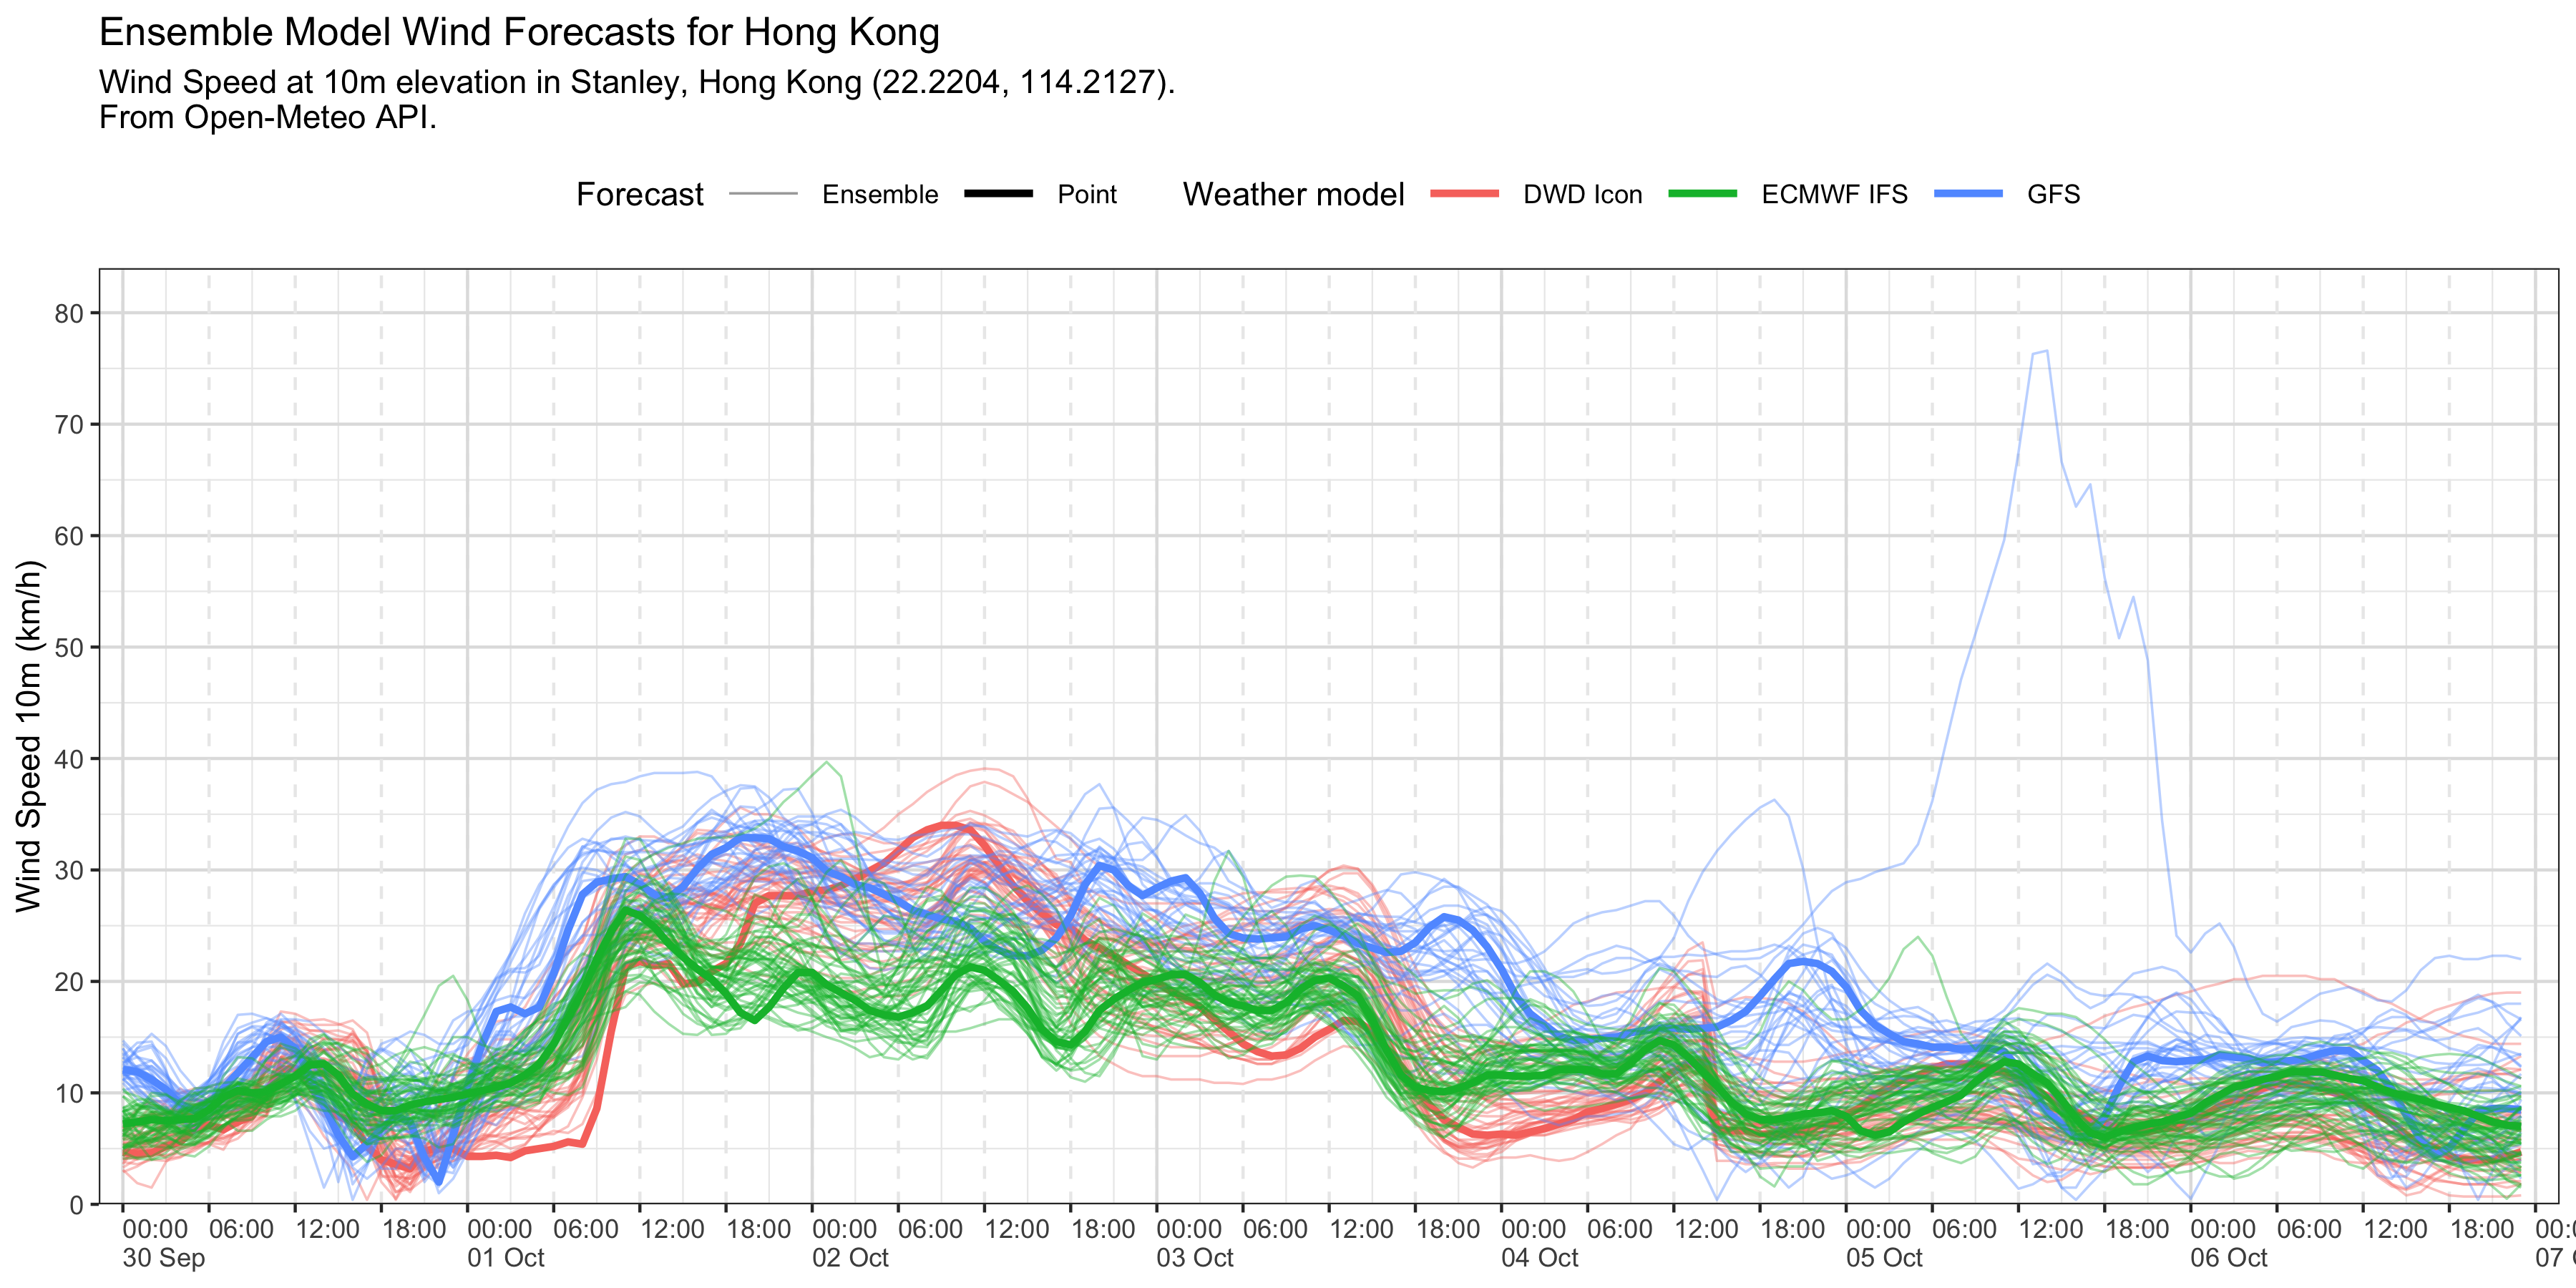 Ensemble Model Wind Forecasts for Hong Kong
Wind Speed at 10m elevation in Stanley, Hong Kong (22.2204, 114.2127).
From Open-Meteo API.
Forecast Ensemble Point Weather model DWD Icon ECMWF IFS GFS
Wind Speed 10m (km/h)
80
70
60
50
40
30
20
10
0
00:00 06:00 12:00 18:00 00:00 06:00 12:00 18:00 00:00 06:00 12:00 18:00 00:00 06:00 12:00 18:00 00:00 06:00 12:00 18:00 00:00 06:00 12:00 18:00 00:00 06:00 12:00 18:00 00:
30 Sep 01 Oct 02 Oct 03 Oct 04 Oct 05 Oct 06 Oct 07